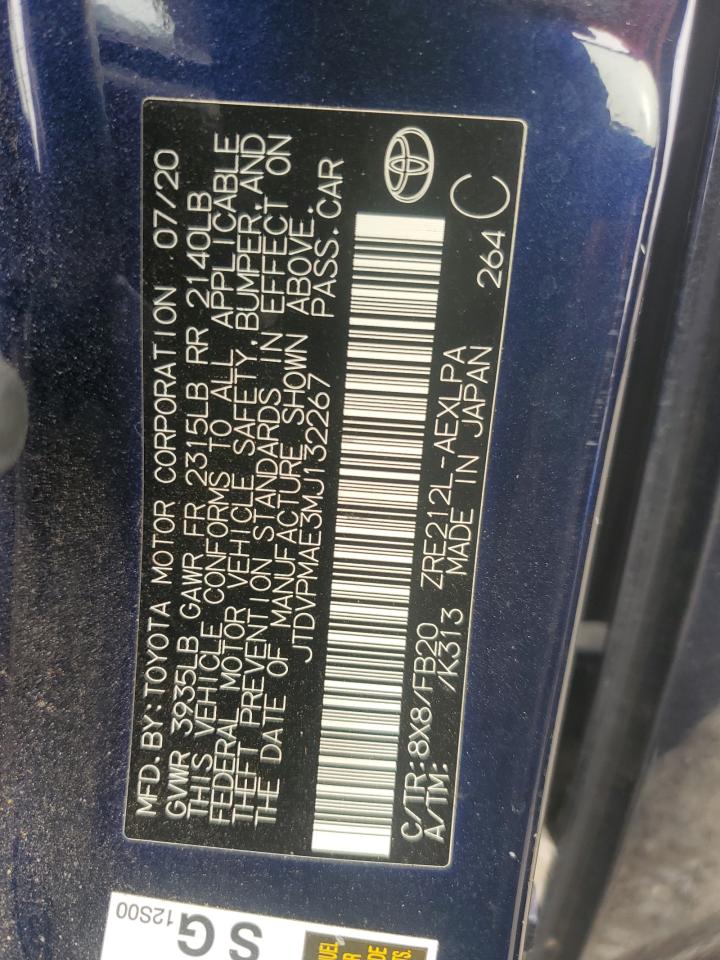 MFD. BY: TOYOTA MOTOR CORPORATION 07/20
GVWR 3935LB GAWR FR 2315LB RR 2140LB
THIS VEHICLE CONFORMS TO ALL APPLICABLE
FEDERAL MOTOR VEHICLE SAFETY, BUMPER, AND
THEFT PREVENTION STANDARDS IN EFFECT ON
THE DATE OF MANUFACTURE SHOWN ABOVE.
JTDVPMAE3MJ132267 PASS. CAR
C/TR: 8X8/FB20 ZRE212L-AEXLPA
A/TM: /K313 MADE IN JAPAN 264 C
SG
12S00